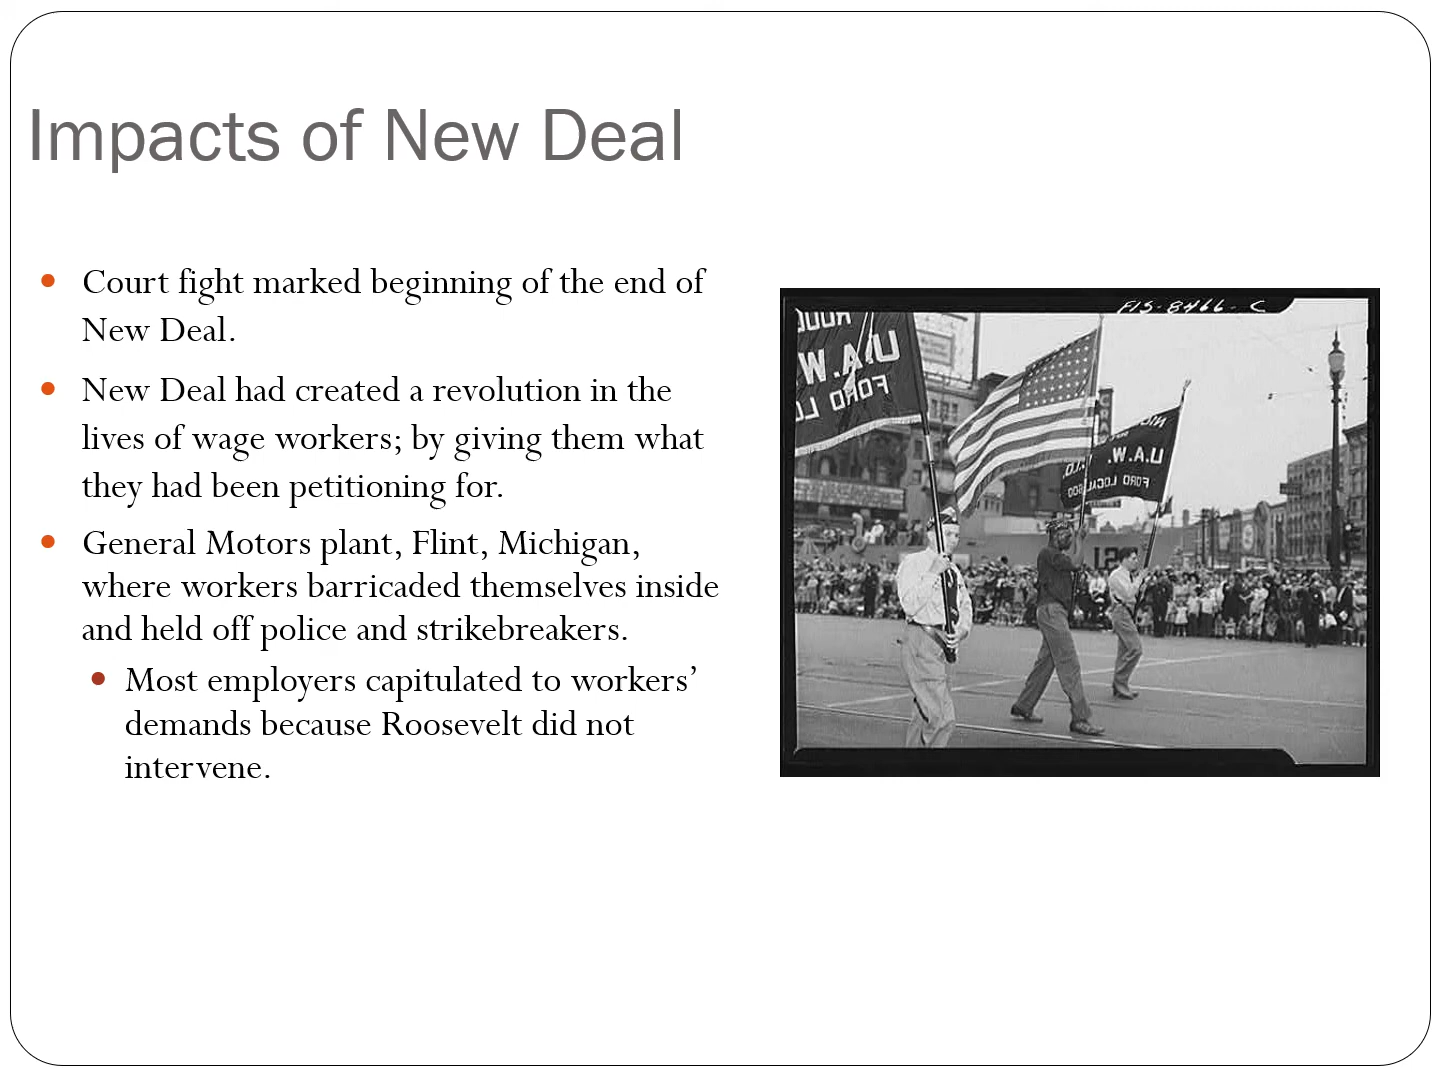 Impacts of New Deal
Court fight marked beginning of the end of
New Deal.
New Deal had created a revolution in the
lives of wage workers; by giving them what
they had been petitioning for.
General Motors plant, Flint, Michigan,
where workers barricaded themselves inside
and held off police and strikebreakers.
Most employers capitulated to workers’
demands because Roosevelt did not
intervene.
U.A.W.
FORD LO
U.A.W.
FORD LOCAL 600